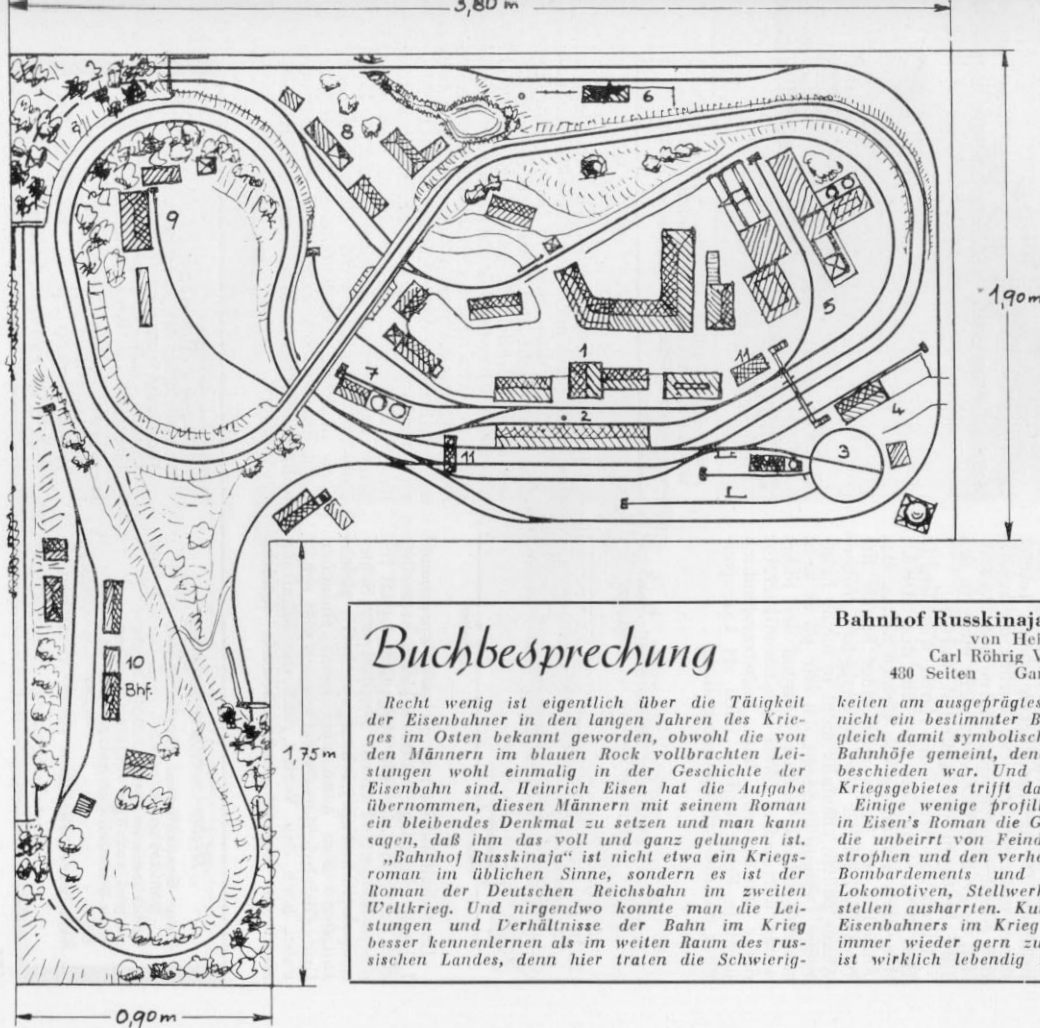 3,80 m
6
8
9
1,90 m
5
1
11
7
2
4
3
11
10
Bhf.
1,75 m
0,90 m
Buchbesprechung
Recht wenig ist eigentlich über die Tätigkeit
der Eisenbahner in den langen Jahren des Krie-
ges im Osten bekannt geworden, obwohl die von
den Männern im blauen Rock vollbrachten Lei-
stungen wohl einmalig in der Geschichte der
Eisenbahn sind. Heinrich Eisen hat die Aufgabe
übernommen, diesen Männern mit seinem Roman
ein bleibendes Denkmal zu setzen und man kann
sagen, daß ihm das voll und ganz gelungen ist.
„Bahnhof Russkinaja“ ist nicht etwa ein Kriegs-
roman im üblichen Sinne, sondern es ist der
Roman der Deutschen Reichsbahn im zweiten
Weltkrieg. Und nirgendwo konnte man die Lei-
stungen und Verhältnisse der Bahn im Krieg
besser kennenlernen als im weiten Raum des rus-
sischen Landes, denn hier traten die Schwierig-
Bahnhof Russkinaja
von Hei
Carl Röhrig V
480 Seiten Gan
keiten am ausgeprägtes
nicht ein bestimmter B
gleich damit symbolisch
Bahnhöfe gemeint, den
beschieden war. Und
Kriegsgebietes trifft da
Einige wenige profili
in Eisen's Roman die G
die unbeirrt von Feind
strophen und den verhe
Bombardements und
Lokomotiven, Stellwerk
stellen ausharrten. Ku
Eisenbahners im Krieg
immer wieder gern zu
ist wirklich lebendig